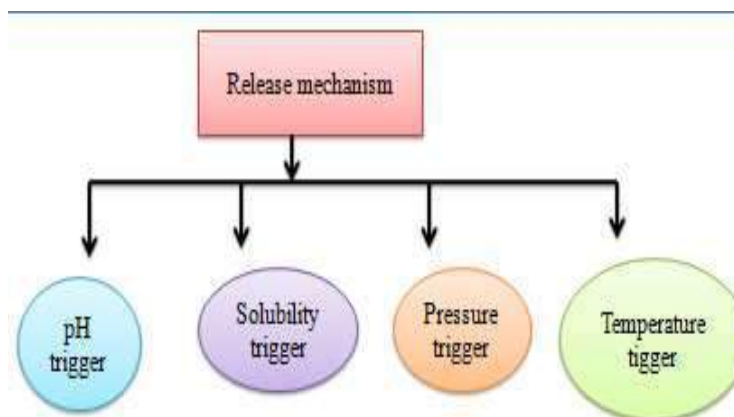 Release mechanism
pH
trigger
Solubility
trigger
Pressure
trigger
Temperature
tigger